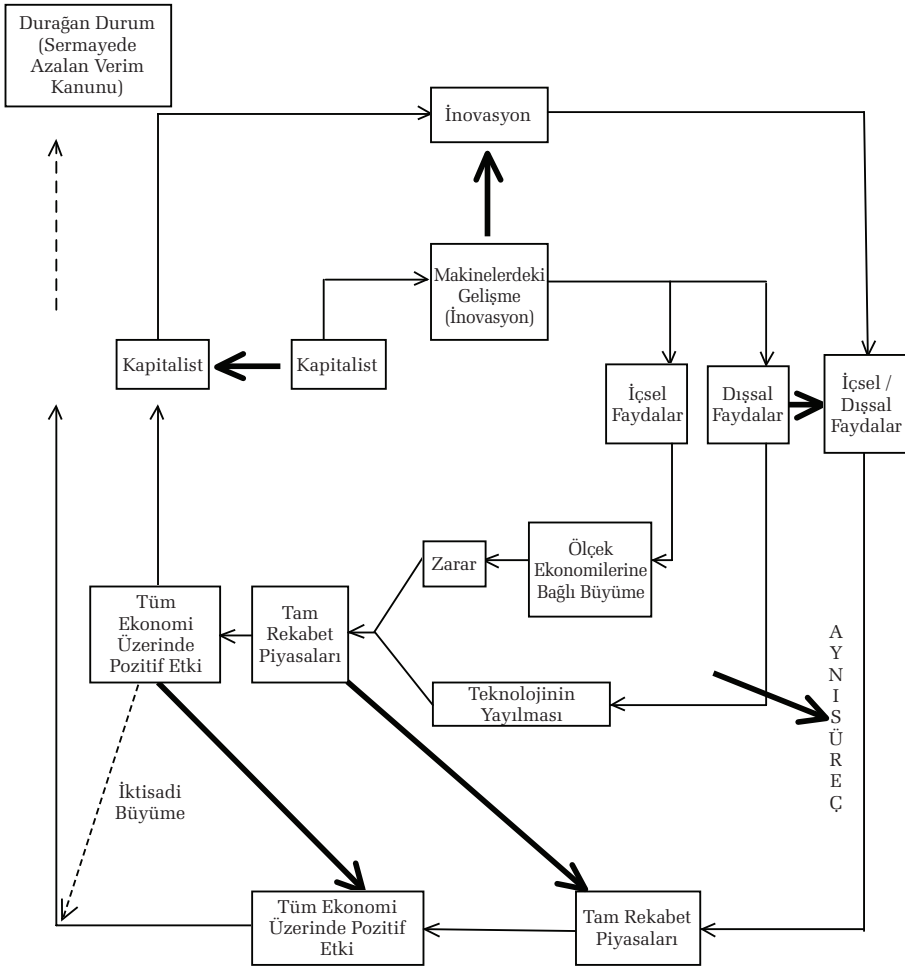 Durağan Durum
(Sermayede
Azalan Verim
Kanunu)
İnovasyon
Makinelerdeki
Gelişme
(İnovasyon)
Kapitalist
Kapitalist
İçsel
Faydalar
Dışsal
Faydalar
İçsel /
Dışsal
Faydalar
Zarar
Ölçek
Ekonomilerine
Bağlı Büyüme
Tüm
Ekonomi
Üzerinde
Pozitif Etki
Tam
Rekabet
Piyasaları
Teknolojinin
Yayılması
A
Y
N
I
S
Ü
R
E
Ç
İktisadi
Büyüme
Tüm Ekonomi
Üzerinde Pozitif
Etki
Tam Rekabet
Piyasaları